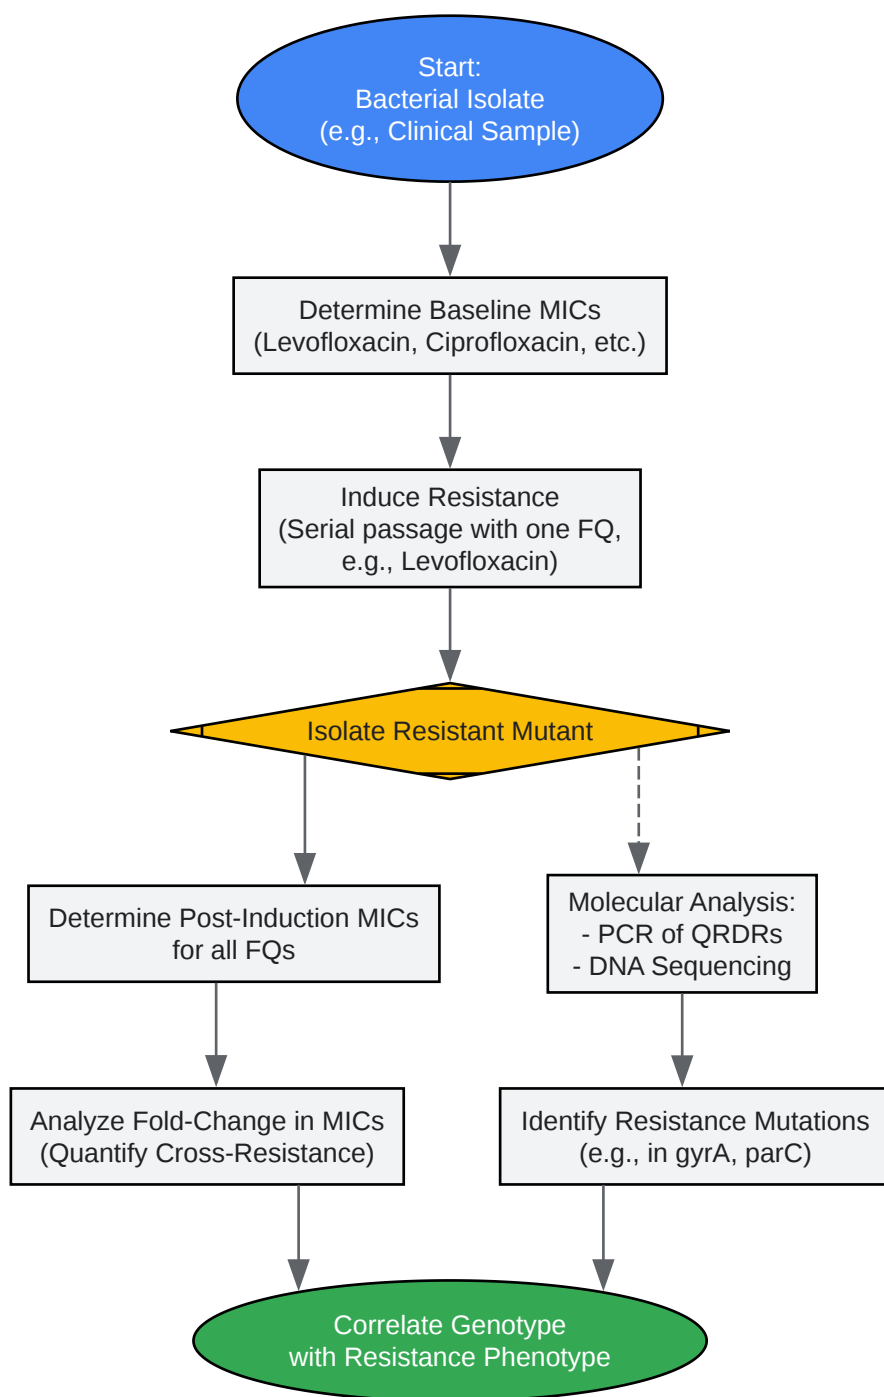 Start:
Bacterial Isolate
(e.g., Clinical Sample)
Determine Baseline MICs
(Levofloxacin, Ciprofloxacin, etc.)
Induce Resistance
(Serial passage with one FQ,
e.g., Levofloxacin)
Isolate Resistant Mutant
Determine Post-Induction MICs
for all FQs
Molecular Analysis:
- PCR of QRDRs
- DNA Sequencing
Analyze Fold-Change in MICs
(Quantify Cross-Resistance)
Identify Resistance Mutations
(e.g., in gyrA, parC)
Correlate Genotype
with Resistance Phenotype